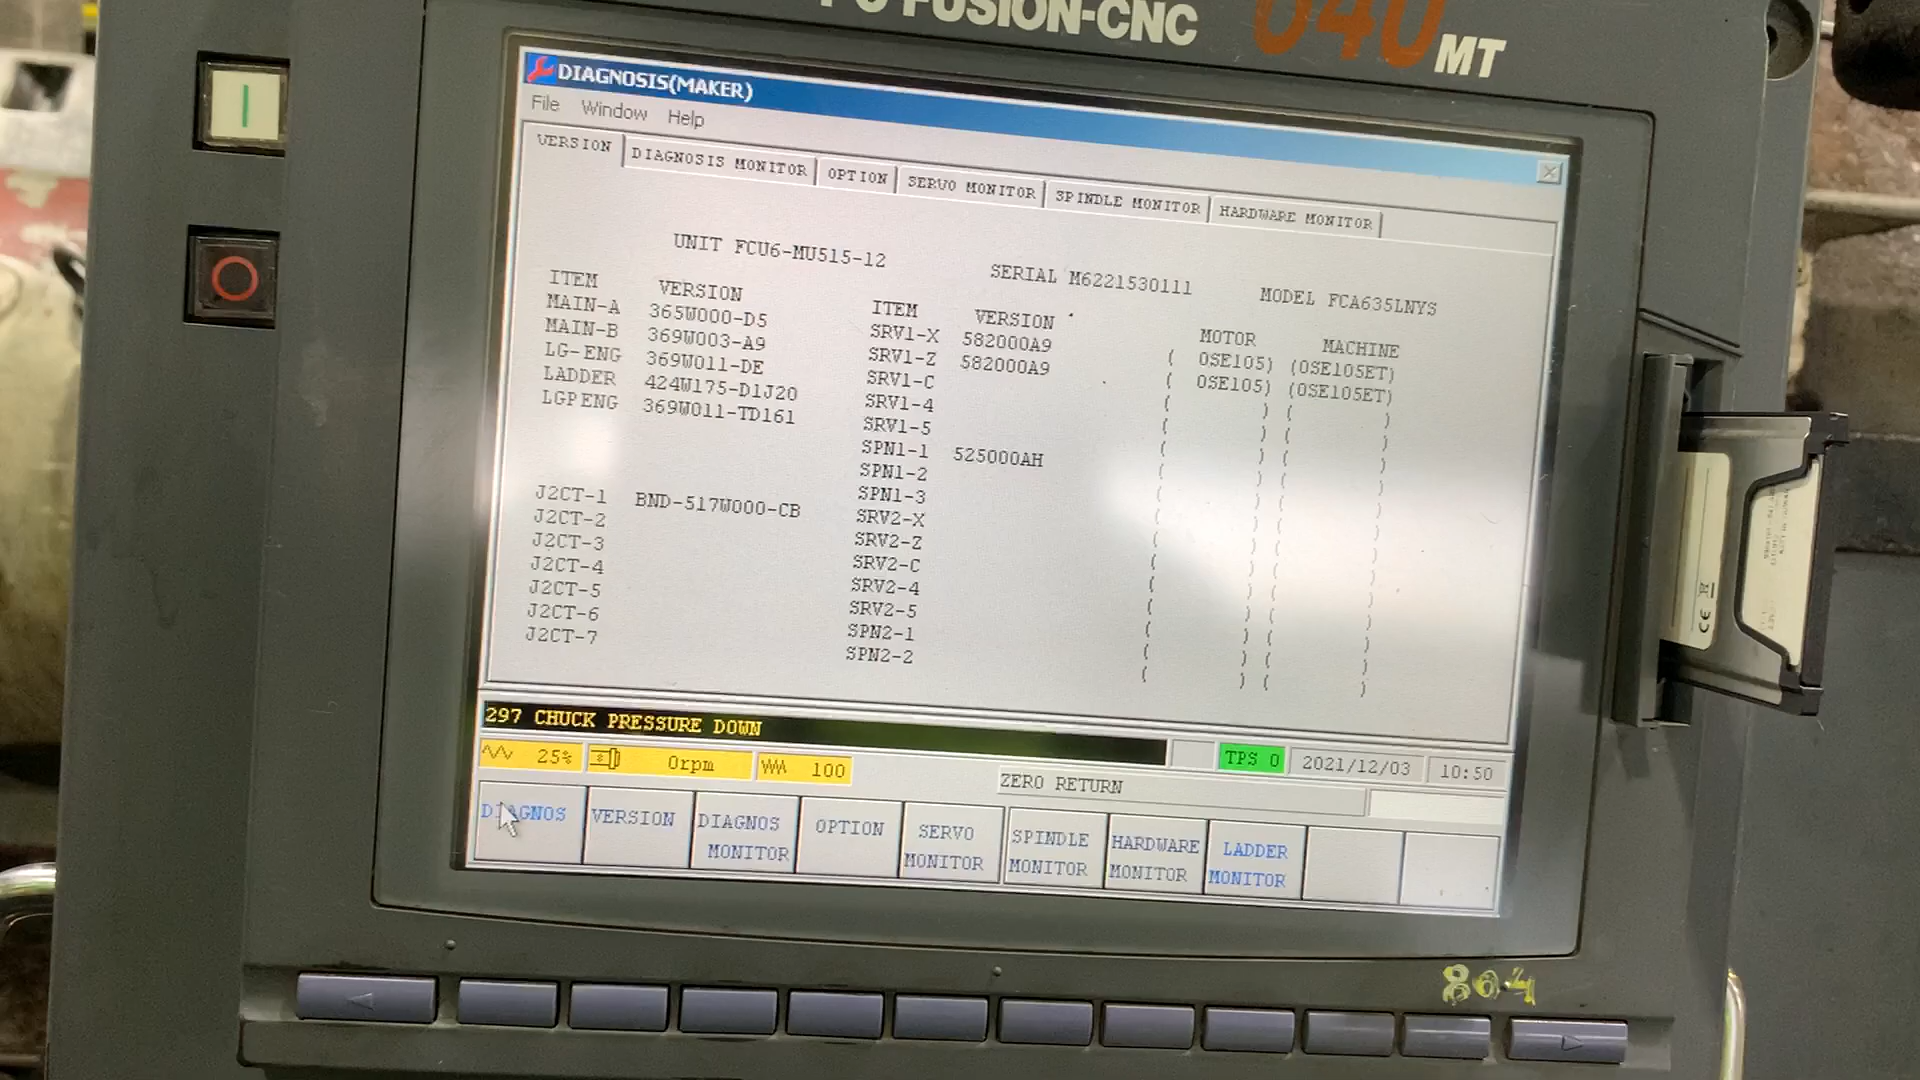 FUSION-CNC 640 MT
DIAGNOSIS(MAKER)
File Window Help
VERSION DIAGNOSIS MONITOR OPTION SERVO MONITOR SPINDLE MONITOR HARDWARE MONITOR
UNIT FCU6-MU515-12 SERIAL M6221530111 MODEL FCA635LNYS
ITEM VERSION ITEM VERSION MOTOR MACHINE
MAIN-A 365W000-D5 SRV1-X 582000A9 ( OSE105) (OSE105ET)
MAIN-B 369W003-A9 SRV1-Z 582000A9 ( OSE105) (OSE105ET)
LG-ENG 369W011-DE SRV1-C ( ) ( )
LADDER 424W175-D1J20 SRV1-4 ( ) ( )
LGPENG 369W011-TD161 SRV1-5 ( ) ( )
SPN1-1 525000AH ( ) ( )
SPN1-2 ( ) ( )
SPN1-3 ( ) ( )
J2CT-1 BND-517W000-CB SRV2-X ( ) ( )
J2CT-2 SRV2-Z ( ) ( )
J2CT-3 SRV2-C ( ) ( )
J2CT-4 SRV2-4 ( ) ( )
J2CT-5 SRV2-5 ( ) ( )
J2CT-6 SPN2-1 ( ) ( )
J2CT-7 SPN2-2 ( ) ( )
297 CHUCK PRESSURE DOWN
25% 0rpm 100 TPS 0 2021/12/03 10:50
ZERO RETURN
DIAGNOS VERSION DIAGNOS MONITOR OPTION SERVO MONITOR SPINDLE MONITOR HARDWARE MONITOR LADDER MONITOR
804
CE